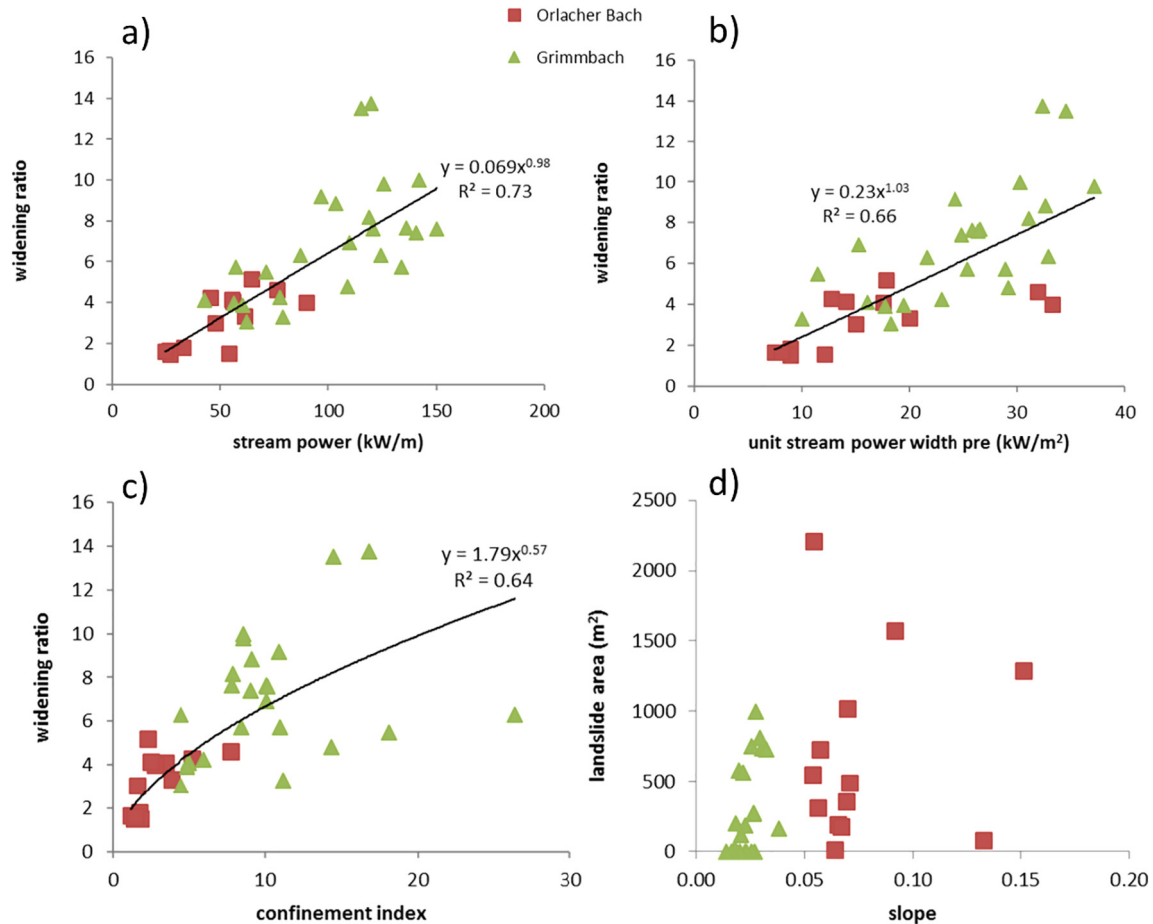 Orlacher Bach
Grimmbach
a)
16
14
12
10
8
6
4
2
0
widening ratio
y = 0.069x^0.98
R² = 0.73
0 50 100 150 200
stream power (kW/m)
b)
16
14
12
10
8
6
4
2
0
widening ratio
y = 0.23x^1.03
R² = 0.66
0 10 20 30 40
unit stream power width pre (kW/m²)
c)
16
14
12
10
8
6
4
2
0
widening ratio
y = 1.79x^0.57
R² = 0.64
0 10 20 30
confinement index
d)
2500
2000
1500
1000
500
0
landslide area (m²)
0.00 0.05 0.10 0.15 0.20
slope